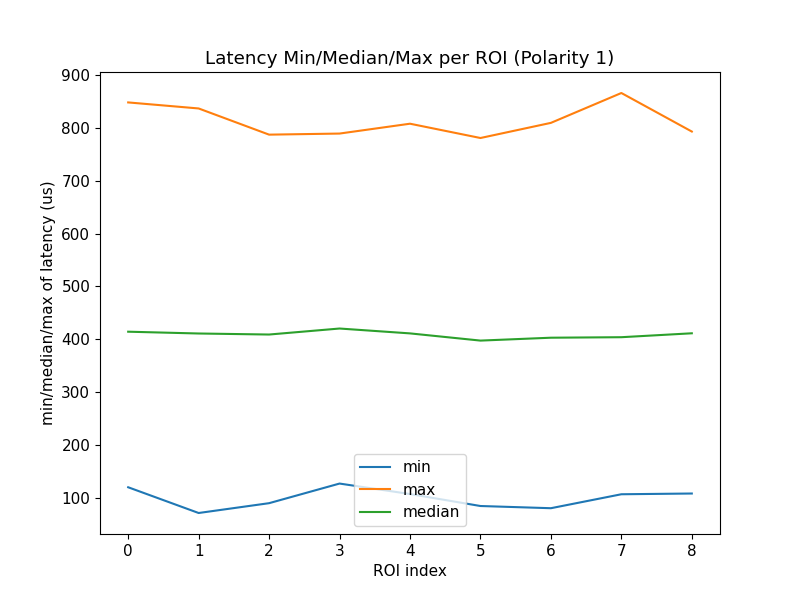 Latency Min/Median/Max per ROI (Polarity 1)
min/median/max of latency (us)
900
800
700
600
500
400
300
200
100
min
max
median
0 1 2 3 4 5 6 7 8
ROI index